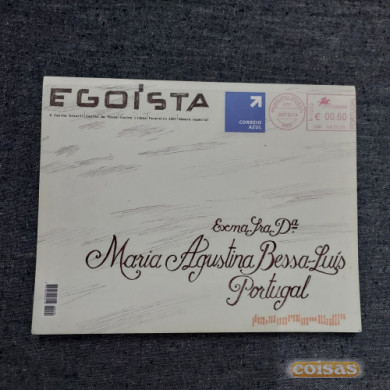 EGOÍSTA
CORREIO
AZUL
€ 00.60
Exma Sra Dª
Maria Agustina Bessa-Luís
Portugal
coisas